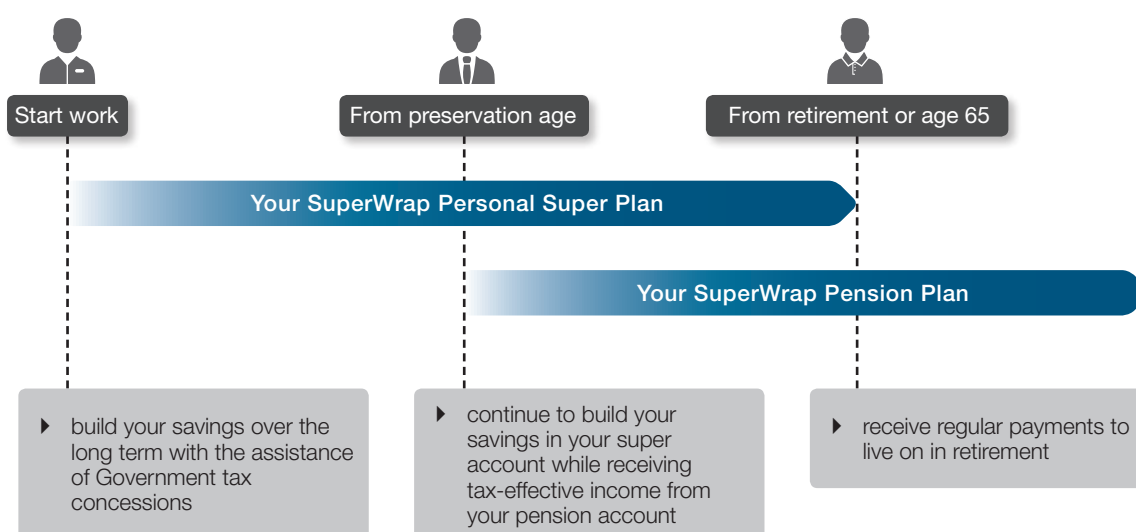 Start work
From preservation age
From retirement or age 65
Your SuperWrap Personal Super Plan
Your SuperWrap Pension Plan
build your savings over the
long term with the assistance
of Government tax
concessions
continue to build your
savings in your super
account while receiving
tax-effective income from
your pension account
receive regular payments to
live on in retirement